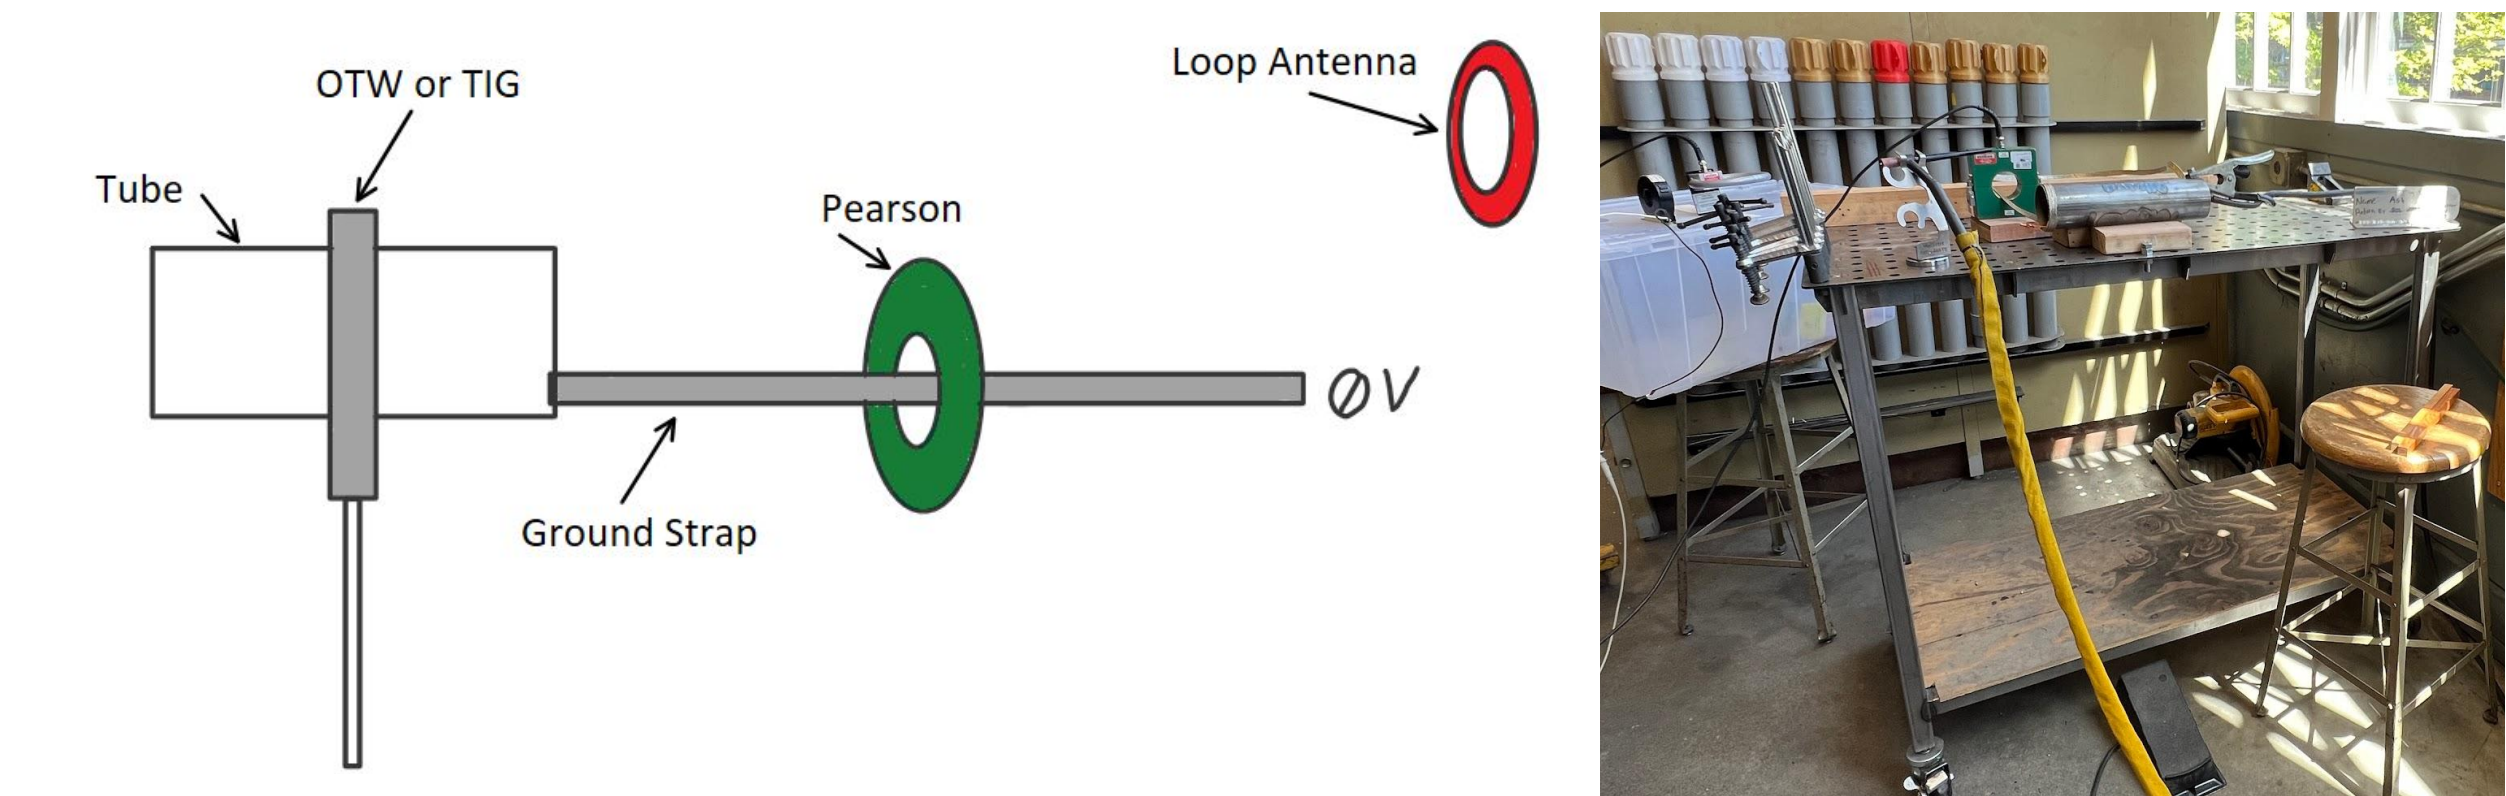 Loop Antenna
OTW or TIG
Tube
Pearson
Ground Strap
ØV